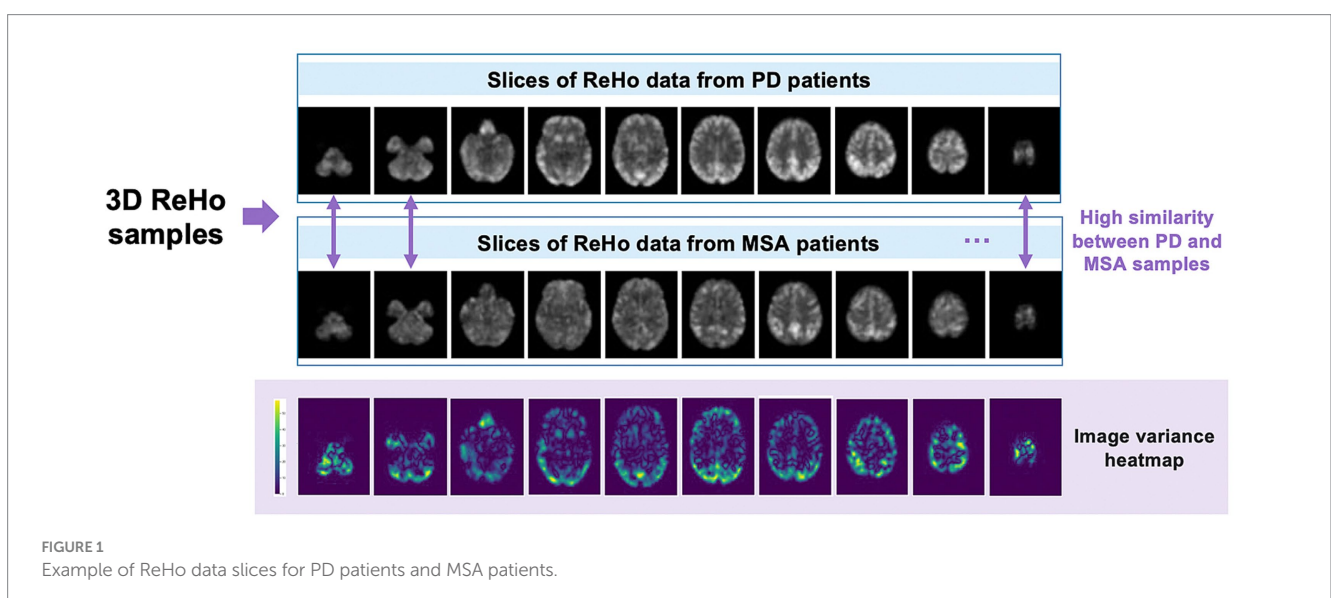 Slices of ReHo data from PD patients
3D ReHo
samples
Slices of ReHo data from MSA patients ...
High similarity
between PD and
MSA samples
Image variance
heatmap
FIGURE 1
Example of ReHo data slices for PD patients and MSA patients.